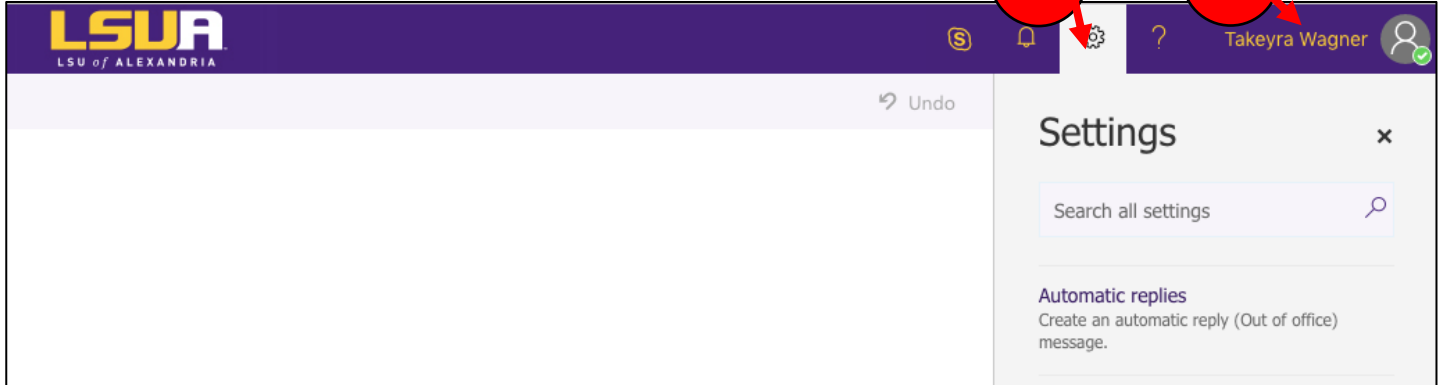 LSUA
LSU of ALEXANDRIA
Takeyra Wagner
Undo
Settings
Search all settings
Automatic replies
Create an automatic reply (Out of office)
message.